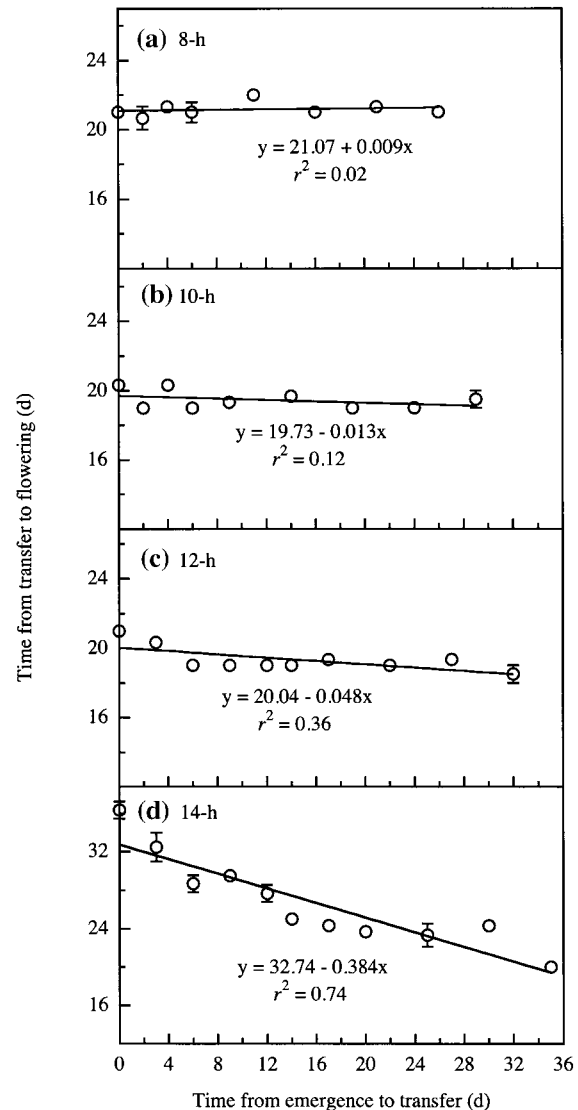 (a) 8-h
24
20
16
y = 21.07 + 0.009x
r² = 0.02
(b) 10-h
24
20
16
y = 19.73 - 0.013x
r² = 0.12
(c) 12-h
24
20
16
y = 20.04 - 0.048x
r² = 0.36
(d) 14-h
32
24
16
y = 32.74 - 0.384x
r² = 0.74
0 4 8 12 16 20 24 28 32 36
Time from emergence to transfer (d)
Time from transfer to flowering (d)